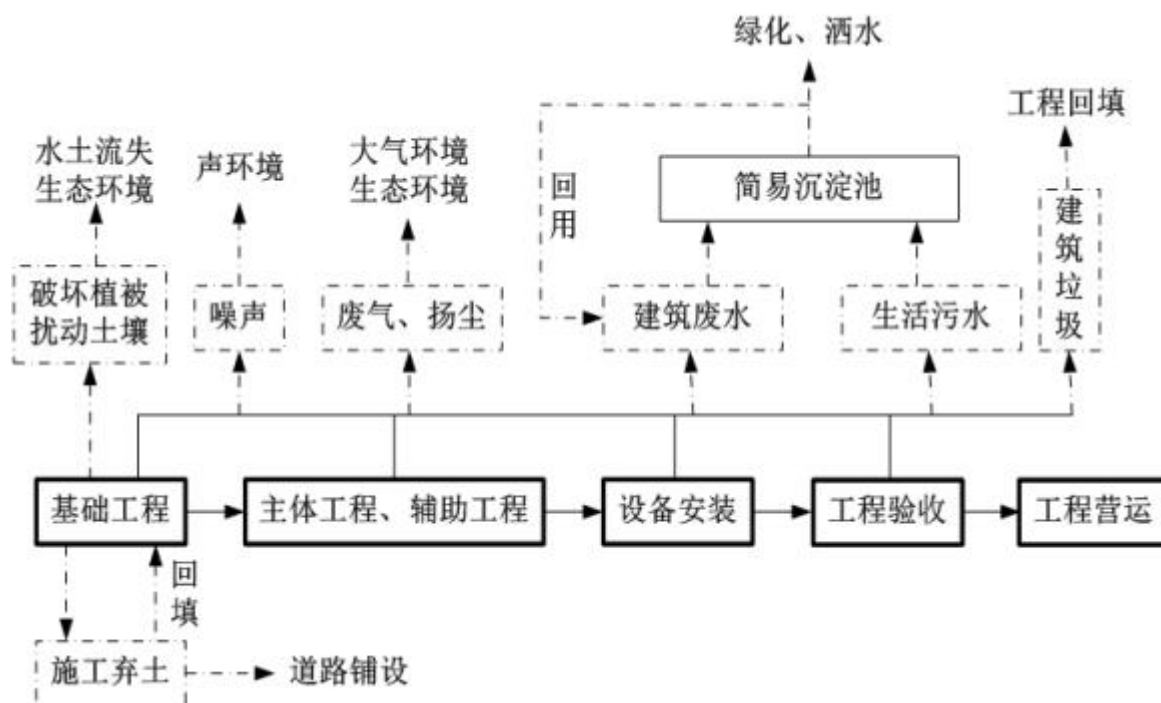 绿化、洒水
工程回填
水土流失
生态环境
声环境
大气环境
生态环境
回用
简易沉淀池
建筑垃圾
破坏植被
扰动土壤
噪声
废气、扬尘
建筑废水
生活污水
基础工程
主体工程、辅助工程
设备安装
工程验收
工程营运
回填
施工弃土
道路铺设